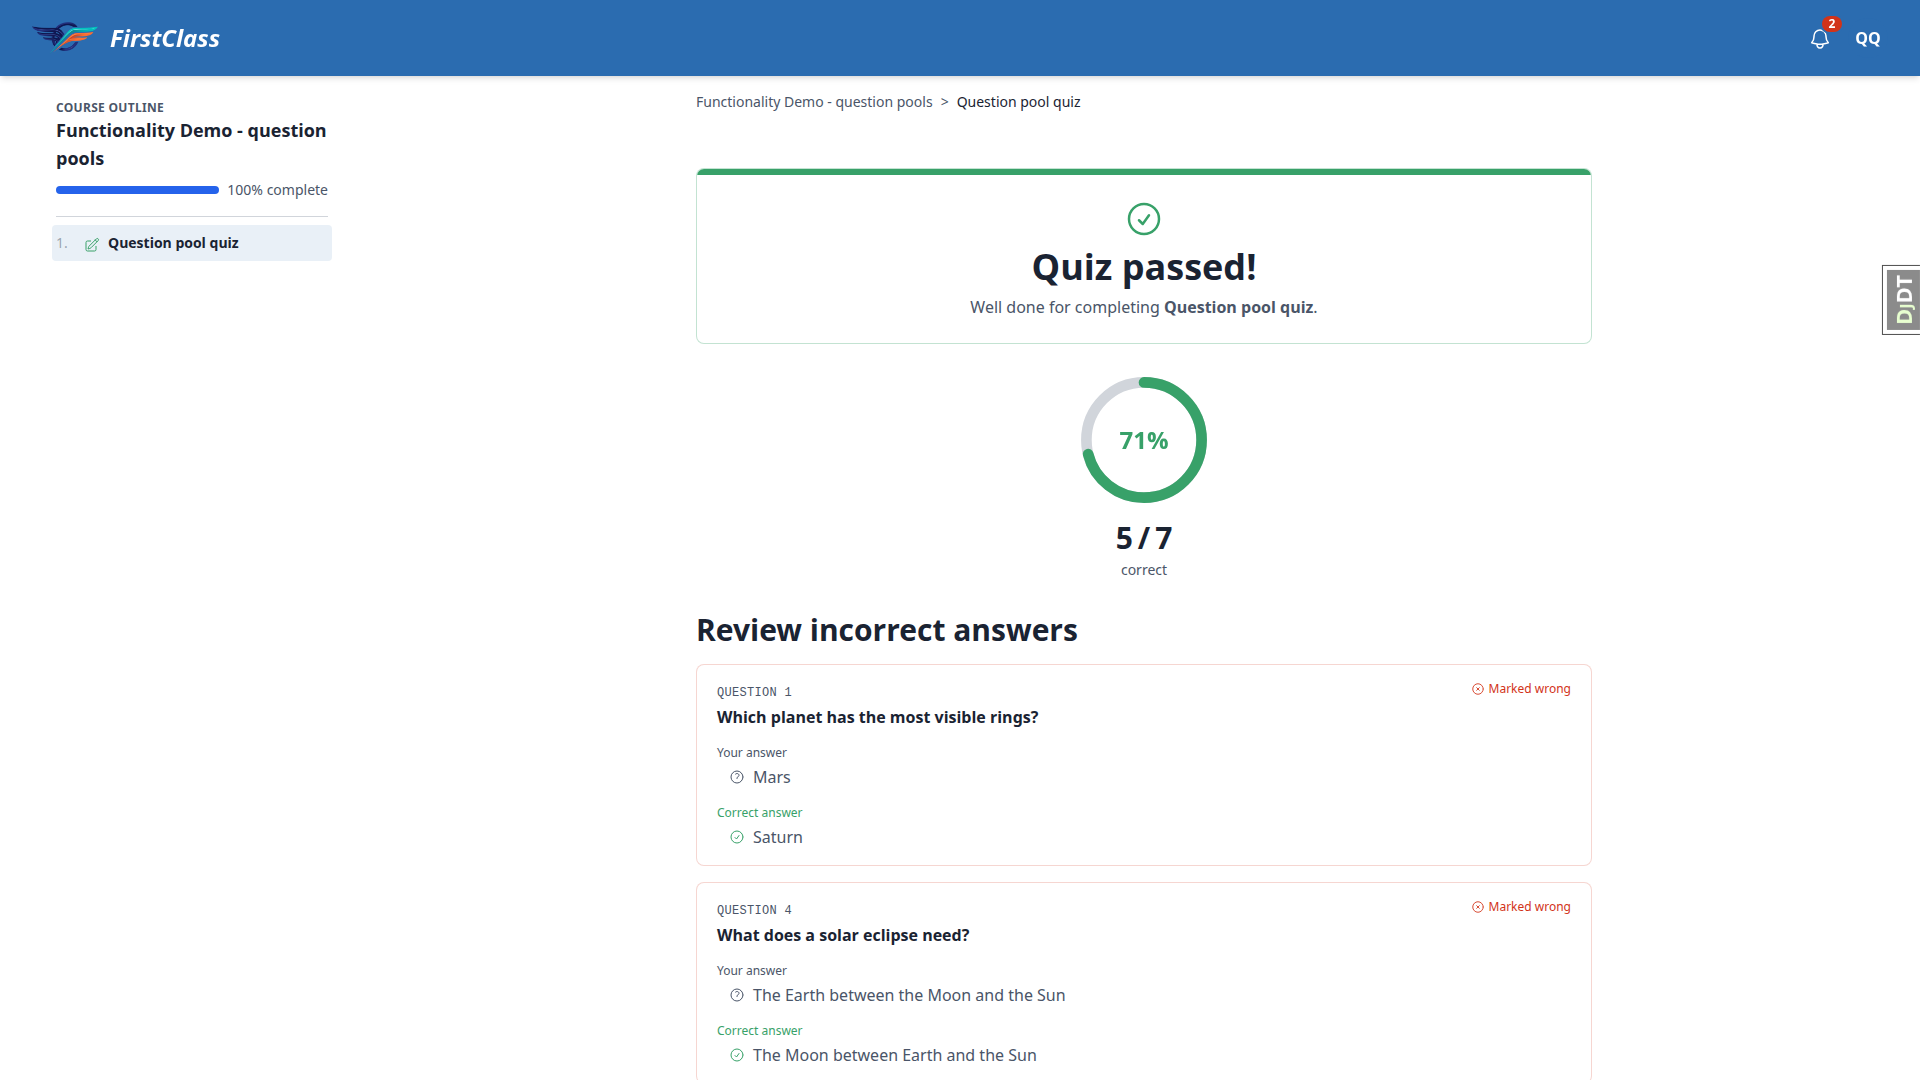 FirstClass
2
QQ
COURSE OUTLINE
Functionality Demo - question
pools
100% complete
1. Question pool quiz
Functionality Demo - question pools > Question pool quiz
Quiz passed!
Well done for completing Question pool quiz.
71%
5 / 7
correct
Review incorrect answers
QUESTION 1
Marked wrong
Which planet has the most visible rings?
Your answer
Mars
Correct answer
Saturn
QUESTION 4
Marked wrong
What does a solar eclipse need?
Your answer
The Earth between the Moon and the Sun
Correct answer
The Moon between Earth and the Sun
DJDT